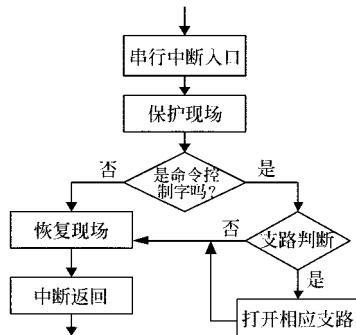 串行中断入口
保护现场
否
是命令控
制字吗?
是
恢复现场
否
支路判断
是
中断返回
打开相应支路